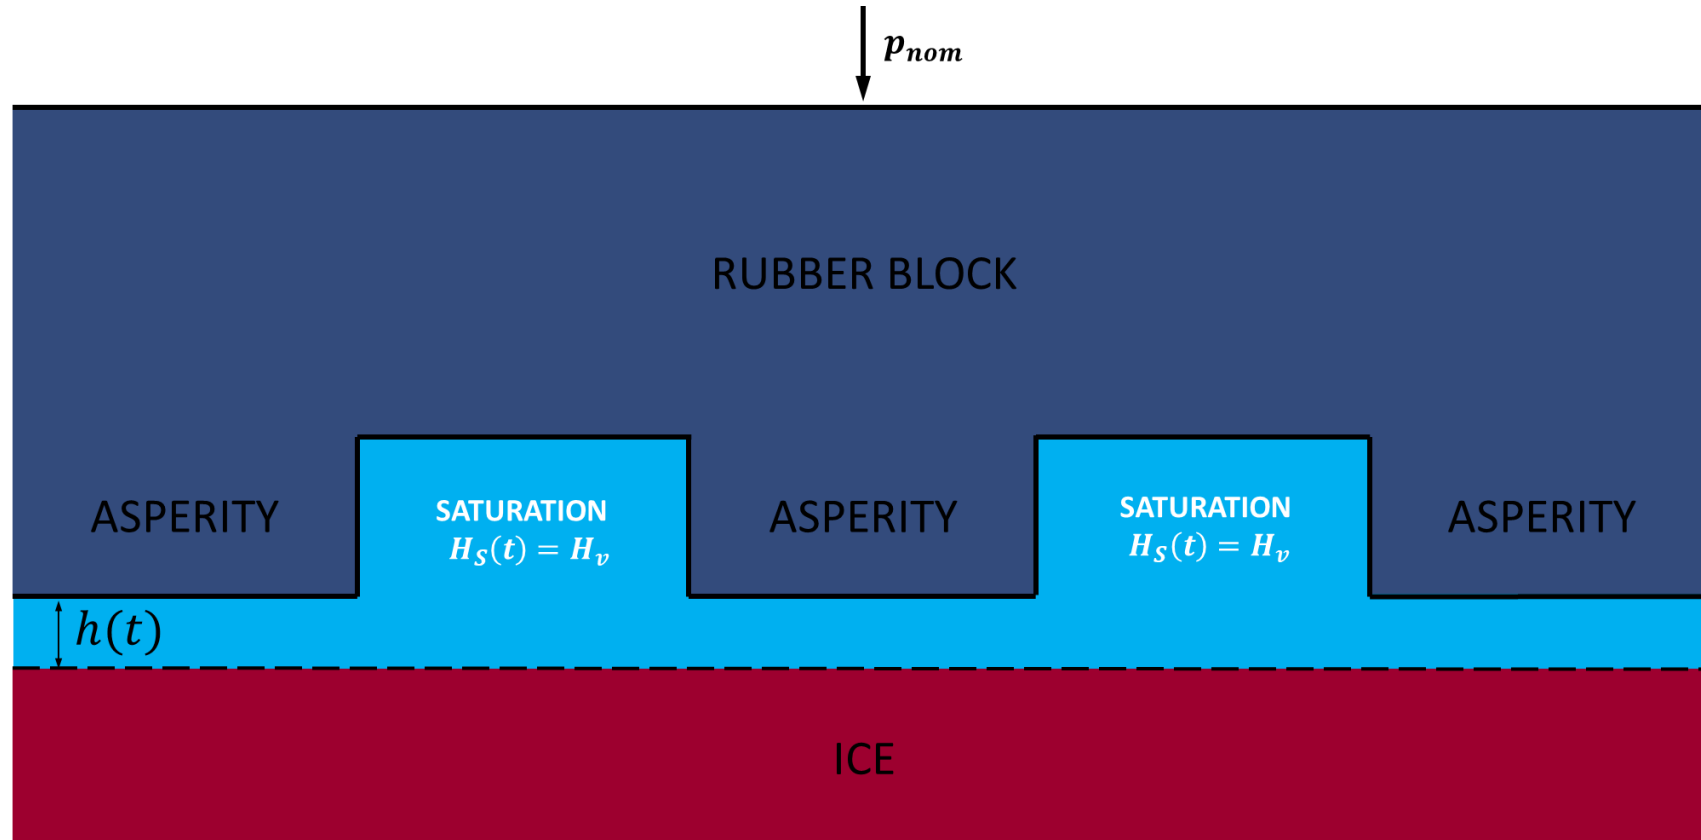 p_nom
RUBBER BLOCK
ASPERITY
SATURATION
H_S(t) = H_v
ASPERITY
SATURATION
H_S(t) = H_v
ASPERITY
h(t)
ICE